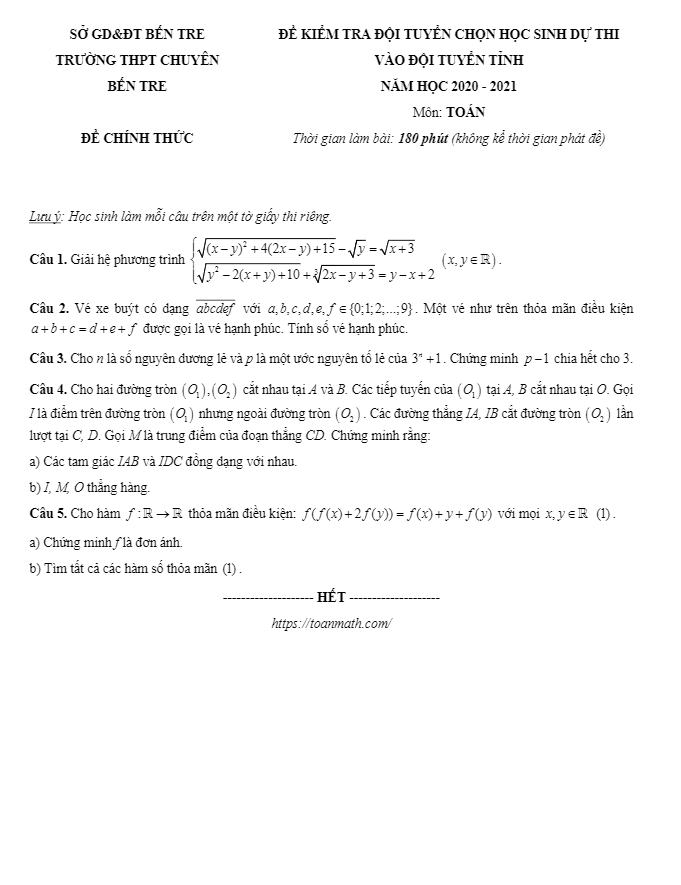 SỞ GD&ĐT BẾN TRE
TRƯỜNG THPT CHUYÊN
BẾN TRE
ĐỀ CHÍNH THỨC
ĐỀ KIỂM TRA ĐỘI TUYỂN CHỌN HỌC SINH DỰ THI
VÀO ĐỘI TUYỂN TỈNH
NĂM HỌC 2020 - 2021
Môn: TOÁN
Thời gian làm bài: 180 phút (không kể thời gian phát đề)
Lưu ý: Học sinh làm mỗi câu trên một tờ giấy thi riêng.
Câu 1. Giải hệ phương trình $\begin{cases}\sqrt{(x-y)^2+4(2x-y)+15}-\sqrt{y}=\sqrt{x+3}\\ \sqrt{y^2-2(x+y)+10}+\sqrt[3]{2x-y+3}=y-x+2\end{cases}$ $(x,y\in\mathbb{R})$.
Câu 2. Vé xe buýt có dạng $\overline{abcdef}$ với $a,b,c,d,e,f\in\{0;1;2;...;9\}$. Một vé như trên thỏa mãn điều kiện
$a+b+c=d+e+f$ được gọi là vé hạnh phúc. Tính số vé hạnh phúc.
Câu 3. Cho n là số nguyên dương lẻ và p là một ước nguyên tố lẻ của $3^n+1$. Chứng minh $p-1$ chia hết cho 3.
Câu 4. Cho hai đường tròn $(O_1),(O_2)$ cắt nhau tại A và B. Các tiếp tuyến của $(O_1)$ tại A, B cắt nhau tại O. Gọi
I là điểm trên đường tròn $(O_1)$ nhưng ngoài đường tròn $(O_2)$. Các đường thẳng IA, IB cắt đường tròn $(O_2)$ lần
lượt tại C, D. Gọi M là trung điểm của đoạn thẳng CD. Chứng minh rằng:
a) Các tam giác IAB và IDC đồng dạng với nhau.
b) I, M, O thẳng hàng.
Câu 5. Cho hàm $f:\mathbb{R}\to\mathbb{R}$ thỏa mãn điều kiện: $f(f(x)+2f(y))=f(x)+y+f(y)$ với mọi $x,y\in\mathbb{R}$ (1).
a) Chứng minh f là đơn ánh.
b) Tìm tất cả các hàm số thỏa mãn (1).
-------------------- HẾT --------------------
https://toanmath.com/